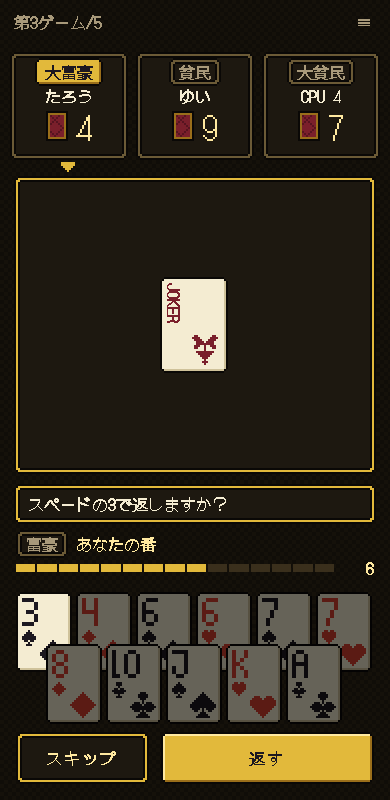 第3ゲーム/5
大富豪
たろう
4
貧民
ゆい
9
大貧民
CPU 4
7
JOKER
スペードの3で返しますか？
富豪 あなたの番
6
3 4 6 6 7 7
8 10 J K A
スキップ 返す